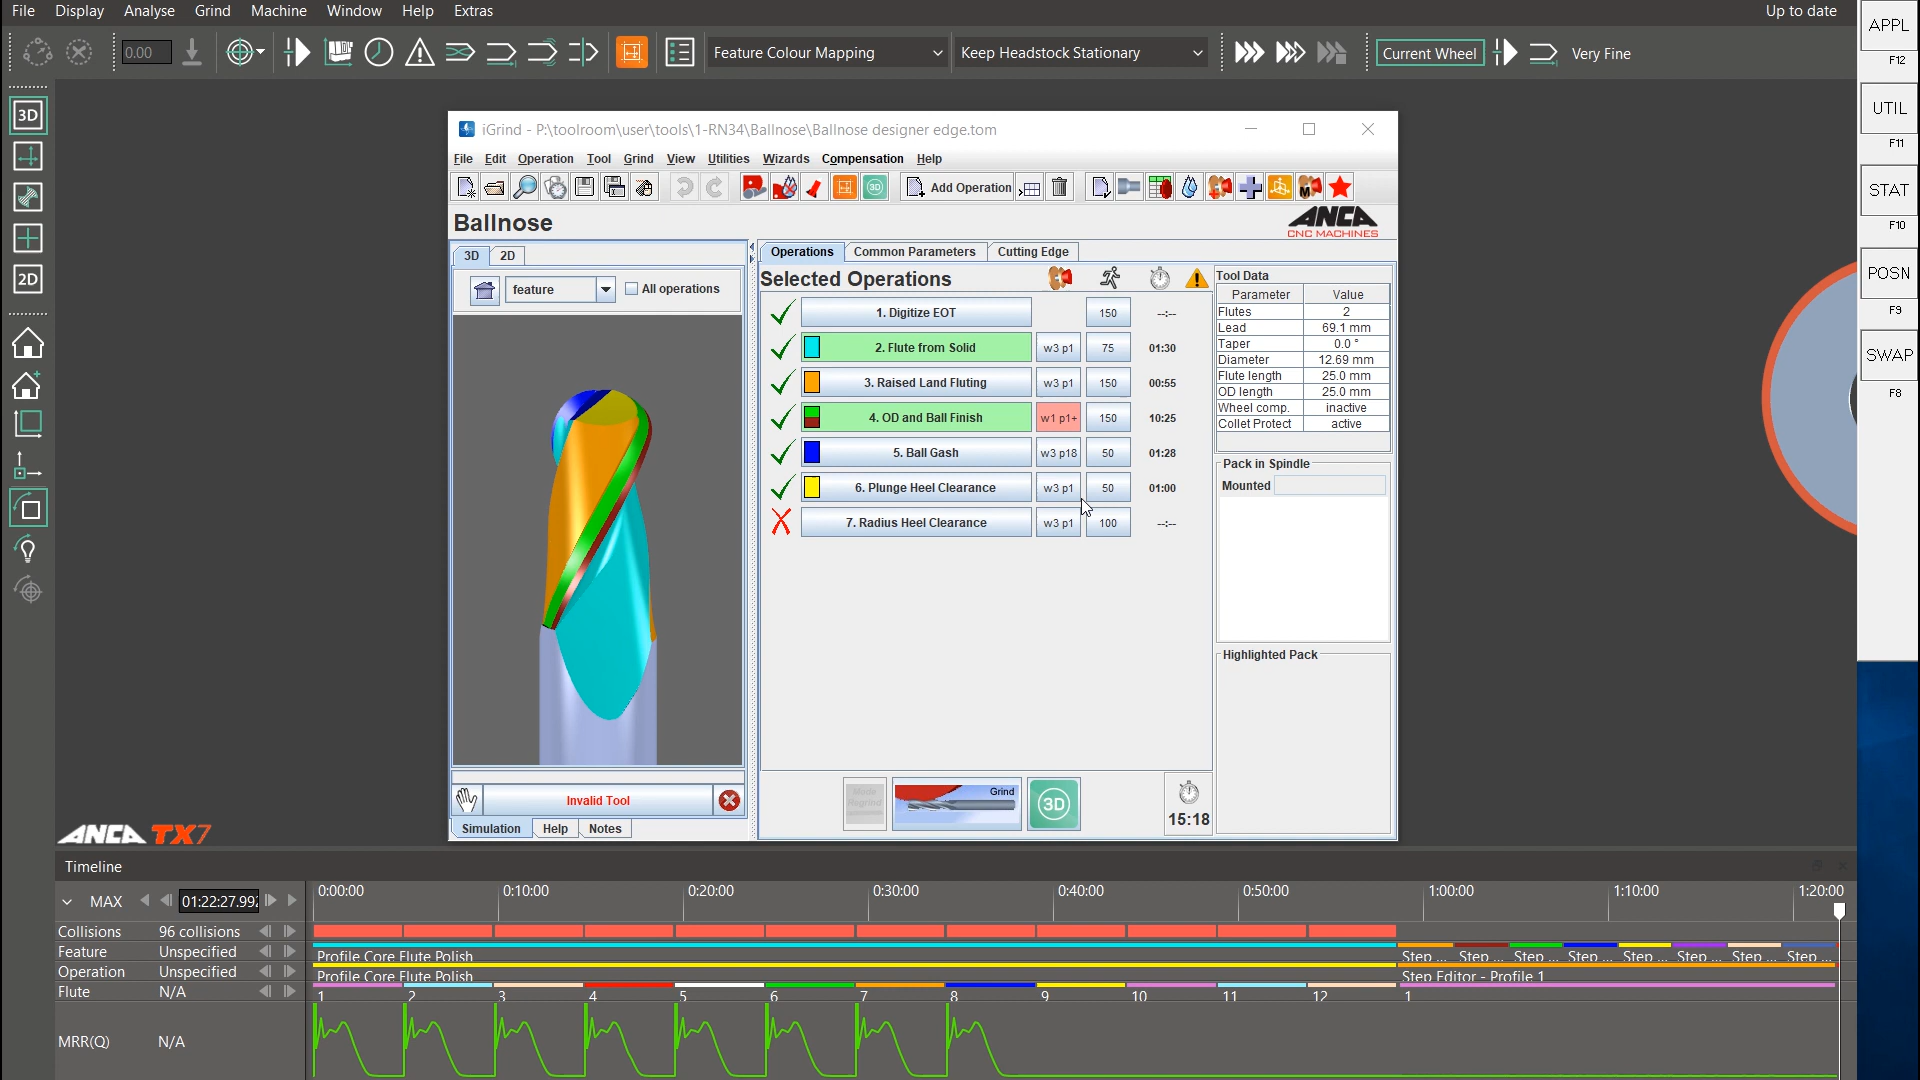 File Display Analyse Grind Machine Window Help Extras Up to date
0.00 Feature Colour Mapping Keep Headstock Stationary Current Wheel Very Fine
APPL
F12
UTIL
F11
STAT
F10
POSN
F9
SWAP
F8
3D
2D
iGrind - P:\toolroom\user\tools\1-RN34\Ballnose\Ballnose designer edge.tom
File Edit Operation Tool Grind View Utilities Wizards Compensation Help
Add Operation
Ballnose
ANCA
CNC MACHINES
3D 2D
feature All operations
Invalid Tool
Simulation Help Notes
Operations Common Parameters Cutting Edge
Selected Operations
1. Digitize EOT 150 --:--
2. Flute from Solid w3 p1 75 01:30
3. Raised Land Fluting w3 p1 150 00:55
4. OD and Ball Finish w1 p1+ 150 10:25
5. Ball Gash w3 p18 50 01:28
6. Plunge Heel Clearance w3 p1 50 01:00
7. Radius Heel Clearance w3 p1 100 --:--
Mode Regrind
Grind
3D
15:18
Tool Data
Parameter Value
Flutes 2
Lead 69.1 mm
Taper 0.0 °
Diameter 12.69 mm
Flute length 25.0 mm
OD length 25.0 mm
Wheel comp. inactive
Collet Protect active
Pack in Spindle
Mounted
Highlighted Pack
ANCA TX7
Timeline
MAX 01:22:27.992
0:00:00 0:10:00 0:20:00 0:30:00 0:40:00 0:50:00 1:00:00 1:10:00 1:20:00
Collisions 96 collisions
Feature Unspecified Profile Core Flute Polish Step ... Step ... Step ... Step ... Step ... Step ... Step ... Step ...
Operation Unspecified Profile Core Flute Polish Step Editor - Profile 1
Flute N/A 1 2 3 4 5 6 7 8 9 10 11 12 1
MRR(Q) N/A